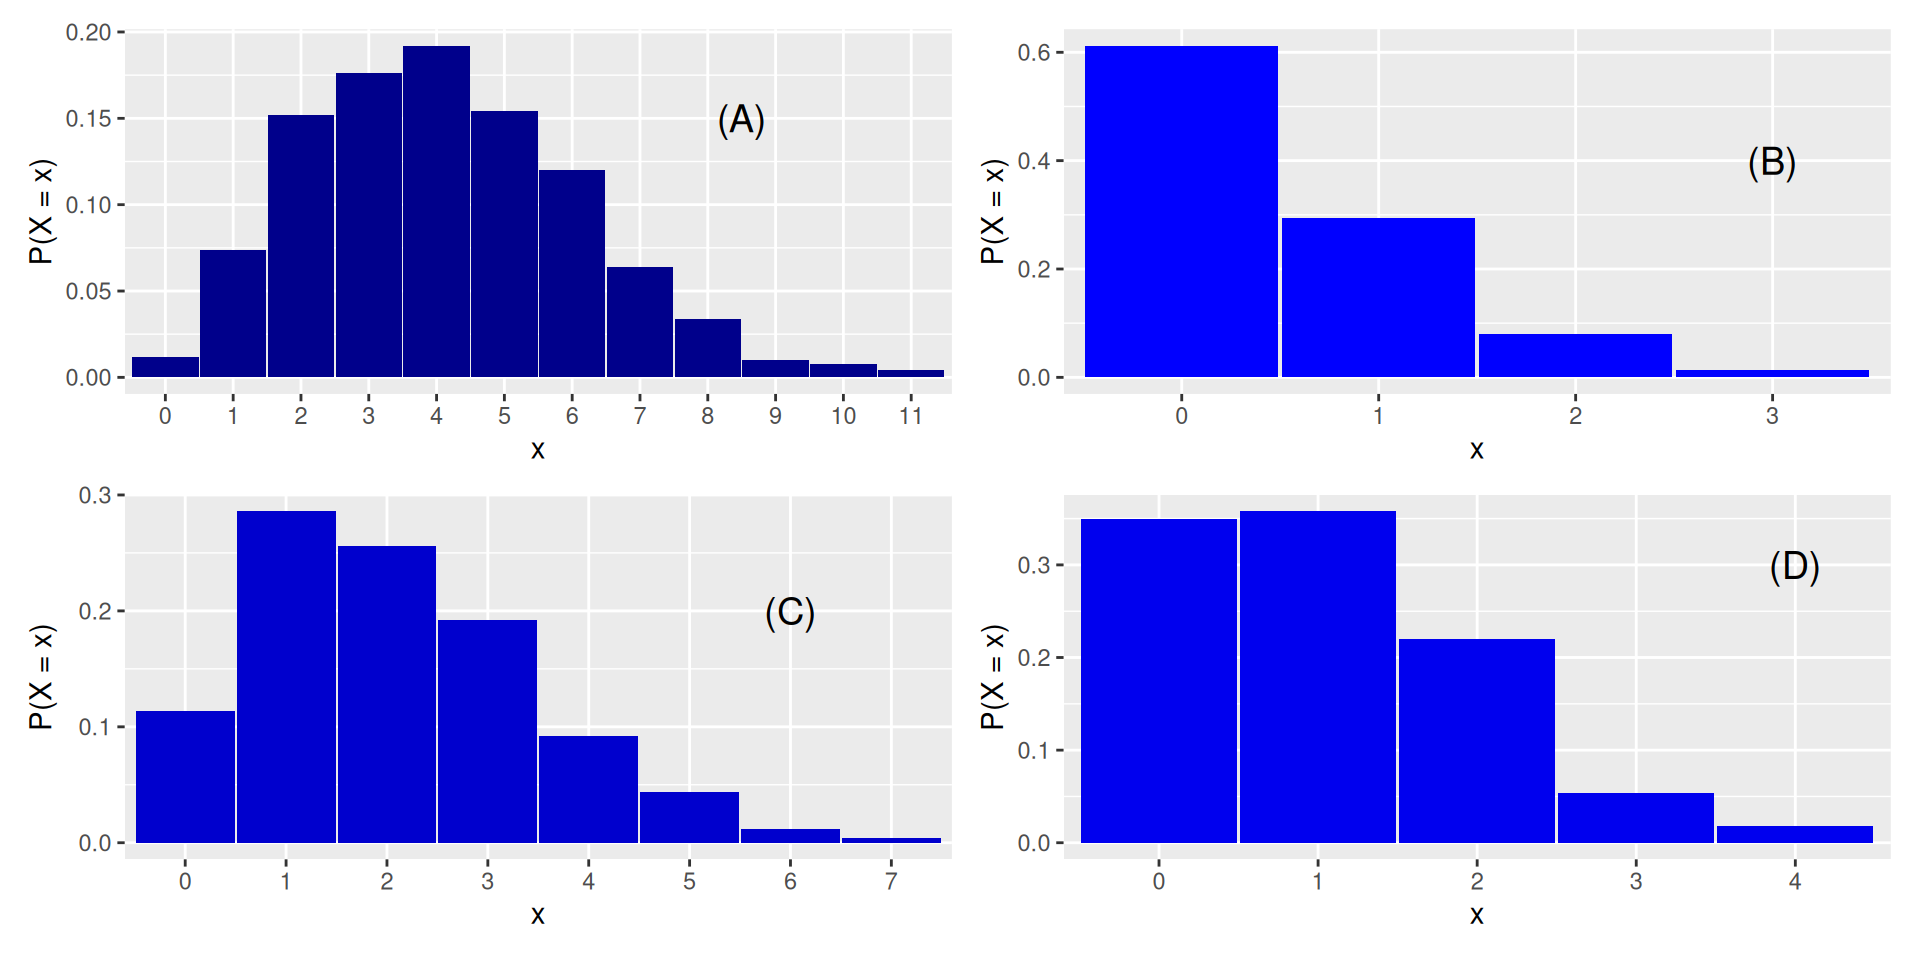 0.20
0.15
0.10
0.05
0.00
P(X = x)
(A)
0 1 2 3 4 5 6 7 8 9 10 11
x
0.6
0.4
0.2
0.0
P(X = x)
(B)
0 1 2 3
x
0.3
0.2
0.1
0.0
P(X = x)
(C)
0 1 2 3 4 5 6 7
x
0.3
0.2
0.1
0.0
P(X = x)
(D)
0 1 2 3 4
x